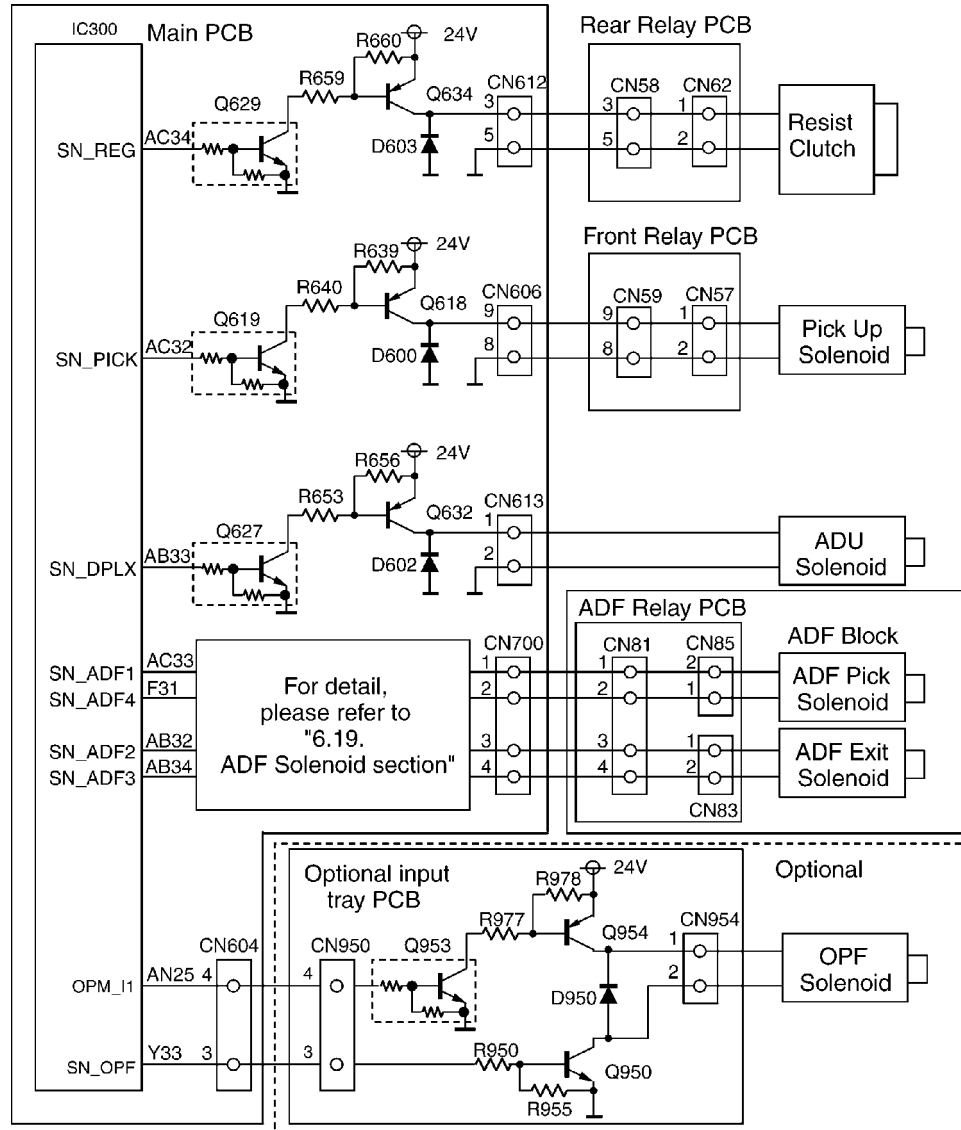 IC300
Main PCB
R660
24V
Rear Relay PCB
R659
Q629
Q634
CN612
CN58
CN62
SN_REG
AC34
3
3
1
D603
5
5
2
Resist
Clutch
Front Relay PCB
R639
24V
R640
Q619
Q618
CN606
CN59
CN57
SN_PICK
AC32
9
9
1
D600
8
8
2
Pick Up
Solenoid
R656
24V
R653
Q627
Q632
CN613
SN_DPLX
AB33
1
D602
2
ADU
Solenoid
ADF Relay PCB
ADF Block
CN700
CN81
CN85
SN_ADF1
AC33
1
1
2
SN_ADF4
F31
2
2
1
ADF Pick
Solenoid
For detail,
please refer to
"6.19.
ADF Solenoid section"
SN_ADF2
AB32
3
3
1
SN_ADF3
AB34
4
4
2
CN83
ADF Exit
Solenoid
Optional input
tray PCB
R978
24V
Optional
R977
CN604
CN950
Q953
Q954
CN954
OPM_I1
AN25
4
4
1
2
D950
OPF
Solenoid
SN_OPF
Y33
3
3
R950
Q950
R955